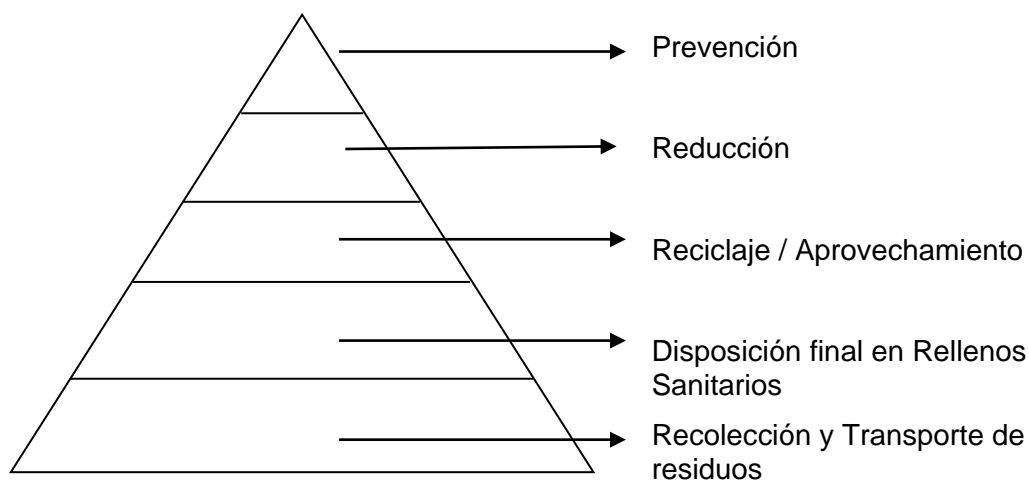 Prevención
Reducción
Reciclaje / Aprovechamiento
Disposición final en Rellenos
Sanitarios
Recolección y Transporte de
residuos